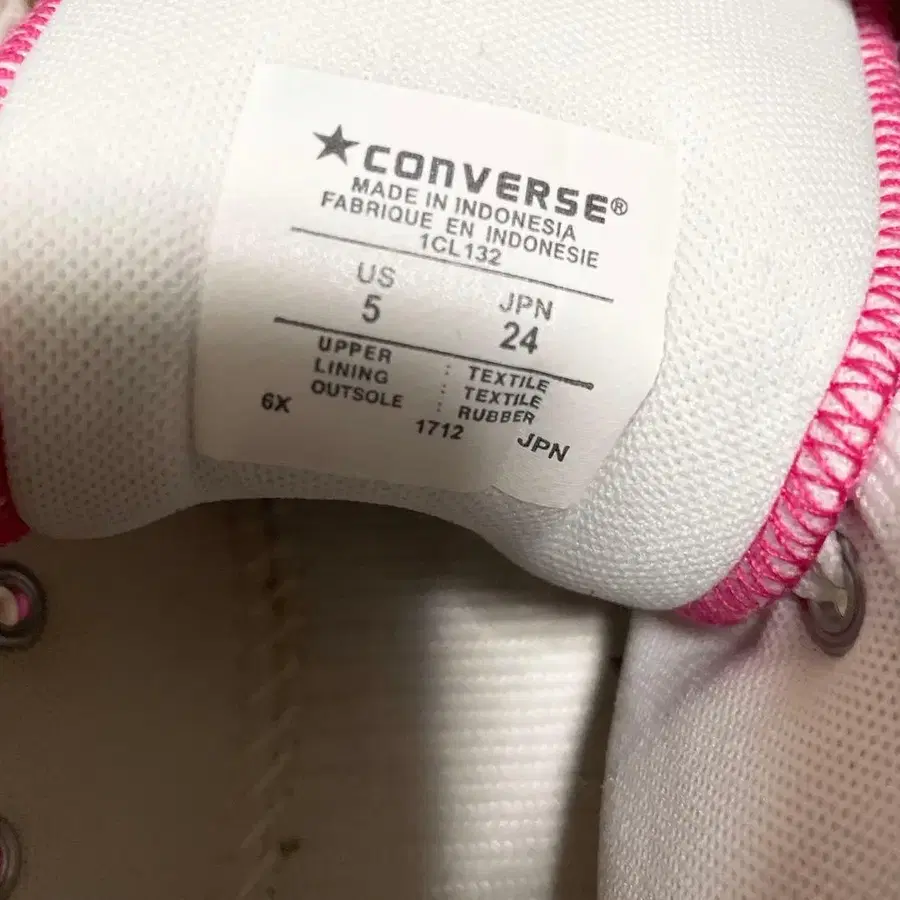 ★CONVERSE®
MADE IN INDONESIA
FABRIQUE EN INDONESIE
1CL132
US JPN
5 24
UPPER : TEXTILE
LINING : TEXTILE
OUTSOLE : RUBBER
6X 1712 JPN